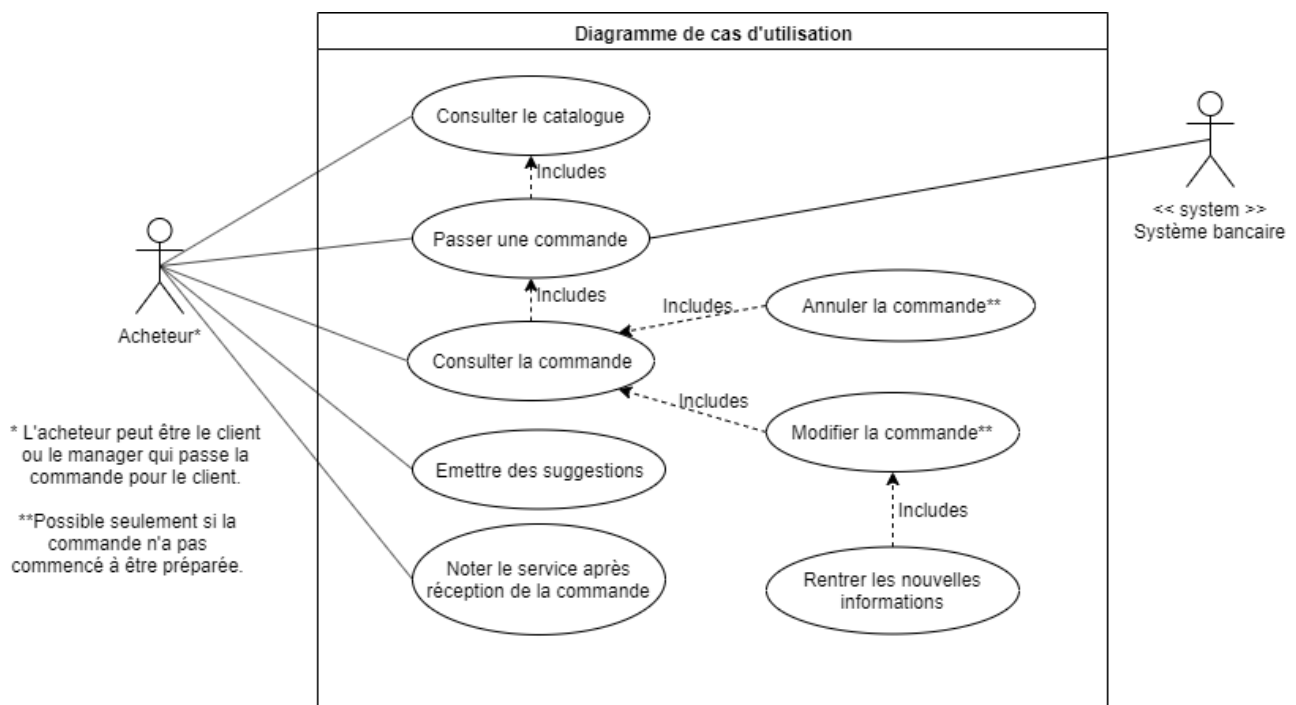 Diagramme de cas d'utilisation
Consulter le catalogue
Includes
Passer une commande
<< system >>
Système bancaire
Includes
Includes
Annuler la commande**
Acheteur*
Consulter la commande
Includes
* L'acheteur peut être le client
ou le manager qui passe la
commande pour le client.
Modifier la commande**
Emettre des suggestions
**Possible seulement si la
commande n'a pas
commencé à être préparée.
Includes
Noter le service après
réception de la commande
Rentrer les nouvelles
informations